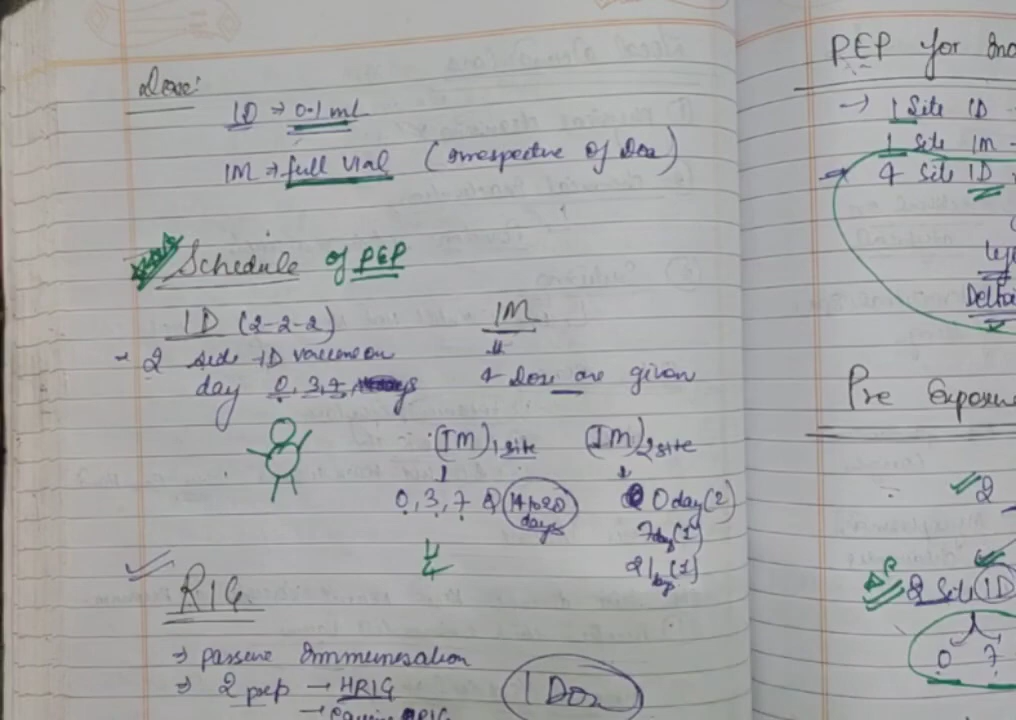 Dose:
ID → 0.1 ml
IM → full vial (irrespective of Dose)
Schedule of PEP
ID (2-2-2)
2 side ID vaccine on
day 0, 3, 7,
IM
4 Dose are given
(IM) 1 site
0, 3, 7 & 14 to 28
days
(IM) 2 site
0 day (2)
7 day (1)
21 day (1)
RIG
→ passive Immunesation
→ 2 prep → HRIG
1 Dose
PEP for
→ 1 Site ID
1 Site IM
4 Site ID
Pre Exposure
2
2 Site ID
0 7